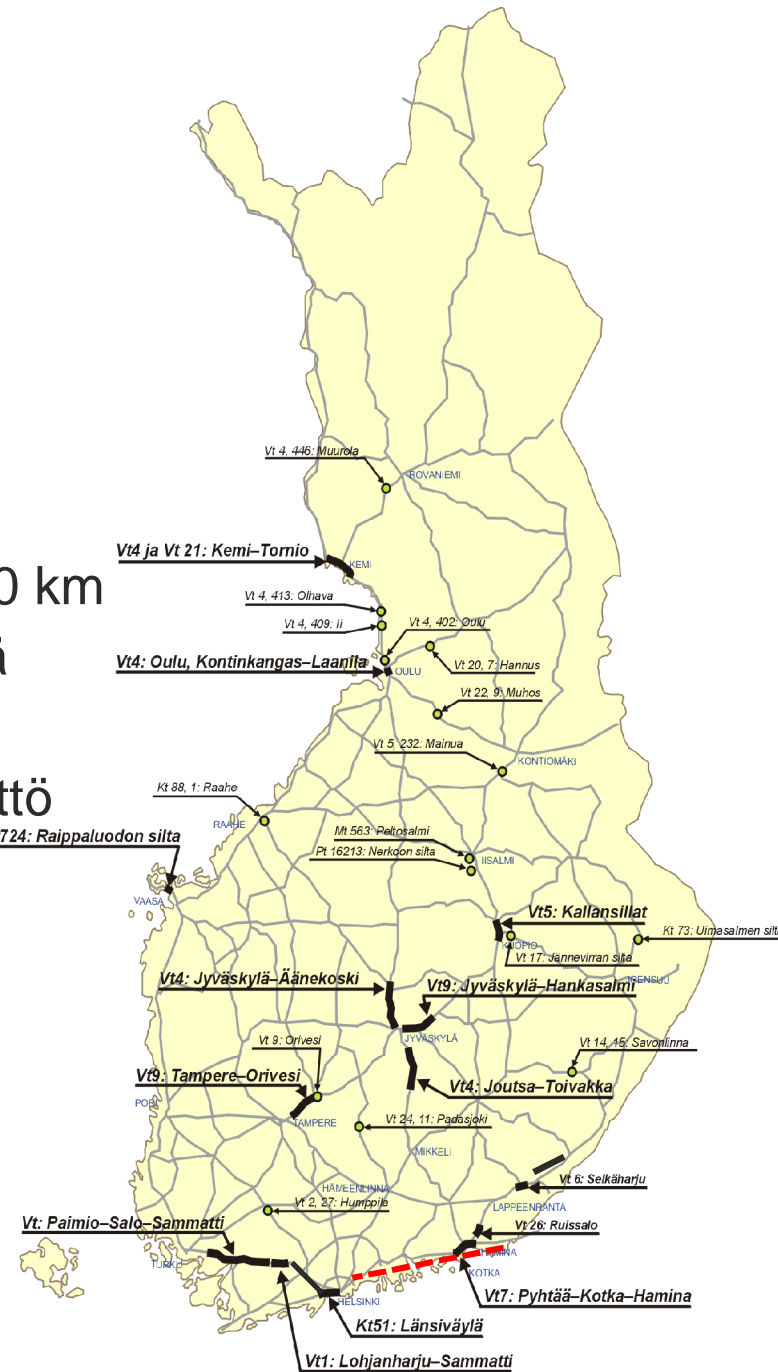 Vt 4, 446: Muurola
ROVANIEMI
Vt4 ja Vt 21: Kemi–Tornio
KEMI
0 km
Vt 4, 413: Olhava
Vt 4, 409: Ii
Vt 4, 402: Oulu
ä
Vt4: Oulu, Kontinkangas–Laanila
OULU
Vt 20, 7: Hannus
Vt 22, 9: Muhos
Vt 5, 232: Mainua
KONTIOMÄKI
ttö
Kt 88, 1: Raahe
RAAHE
724: Raippaluodon silta
Mt 563: Peltosalmi
Pt 16213: Nerkoon silta
IISALMI
VAASA
Vt5: Kallansillat
Kt 73: Uimasalmen silt
KUOPIO
Vt 17: Jännevirran silta
JOENSUU
Vt4: Jyväskylä–Äänekoski
Vt9: Jyväskylä–Hankasalmi
Vt 9: Orivesi
JYVÄSKYLÄ
Vt 14, 15: Savonlinna
Vt9: Tampere–Orivesi
Vt4: Joutsa–Toivakka
PORI
TAMPERE
Vt 24, 11: Padasjoki
MIKKELI
Vt 6: Selkäharju
HÄMEENLINNA
Vt 2, 27: Humppila
LAPPEENRANTA
Vt: Paimio–Salo–Sammatti
Vt 26: Ruissalo
TURKU
HAMINA
KOTKA
HELSINKI
Vt7: Pyhtää–Kotka–Hamina
Kt51: Länsiväylä
Vt1: Lohjanharju–Sammatti